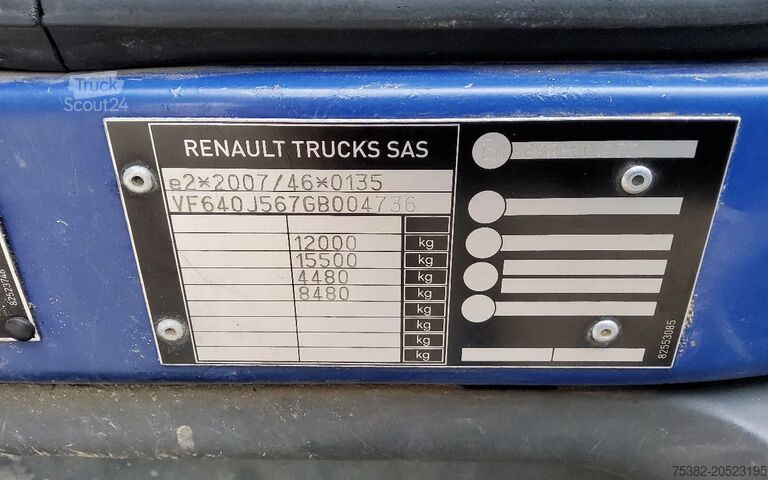 Truck
Scout24
RENAULT TRUCKS SAS
e2*2007/46*0135
VF640J567GB004736
12000 kg
15500 kg
4480 kg
8480 kg
kg
kg
kg
kg
82523746
82553085
75382-20523195